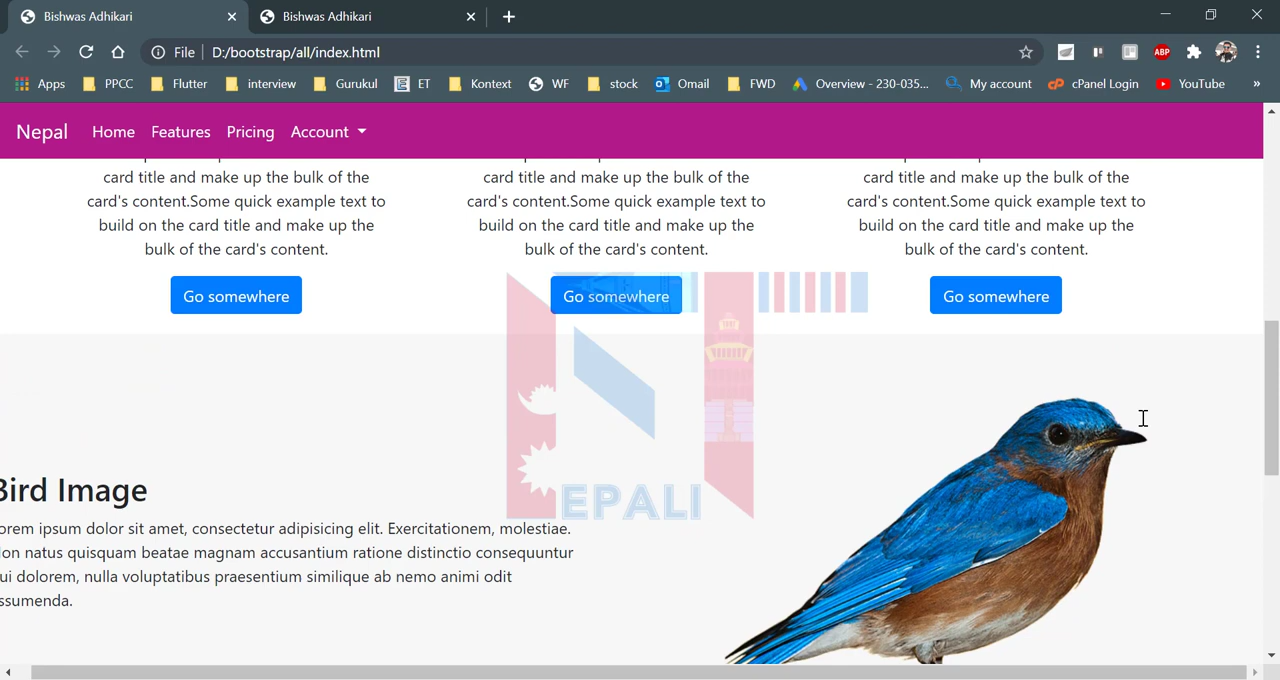 Bishwas Adhikari
Bishwas Adhikari
File D:/bootstrap/all/index.html
ABP
Apps PPCC Flutter interview Gurukul ET Kontext WF stock Omail FWD Overview - 230-035... My account cPanel Login YouTube »
Nepal Home Features Pricing Account
card title and make up the bulk of the
card's content.Some quick example text to
build on the card title and make up the
bulk of the card's content.
Go somewhere
card title and make up the bulk of the
card's content.Some quick example text to
build on the card title and make up the
bulk of the card's content.
Go somewhere
card title and make up the bulk of the
card's content.Some quick example text to
build on the card title and make up the
bulk of the card's content.
Go somewhere
EPALI
Bird Image
orem ipsum dolor sit amet, consectetur adipisicing elit. Exercitationem, molestiae.
on natus quisquam beatae magnam accusantium ratione distinctio consequuntur
ui dolorem, nulla voluptatibus praesentium similique ab nemo animi odit
ssumenda.